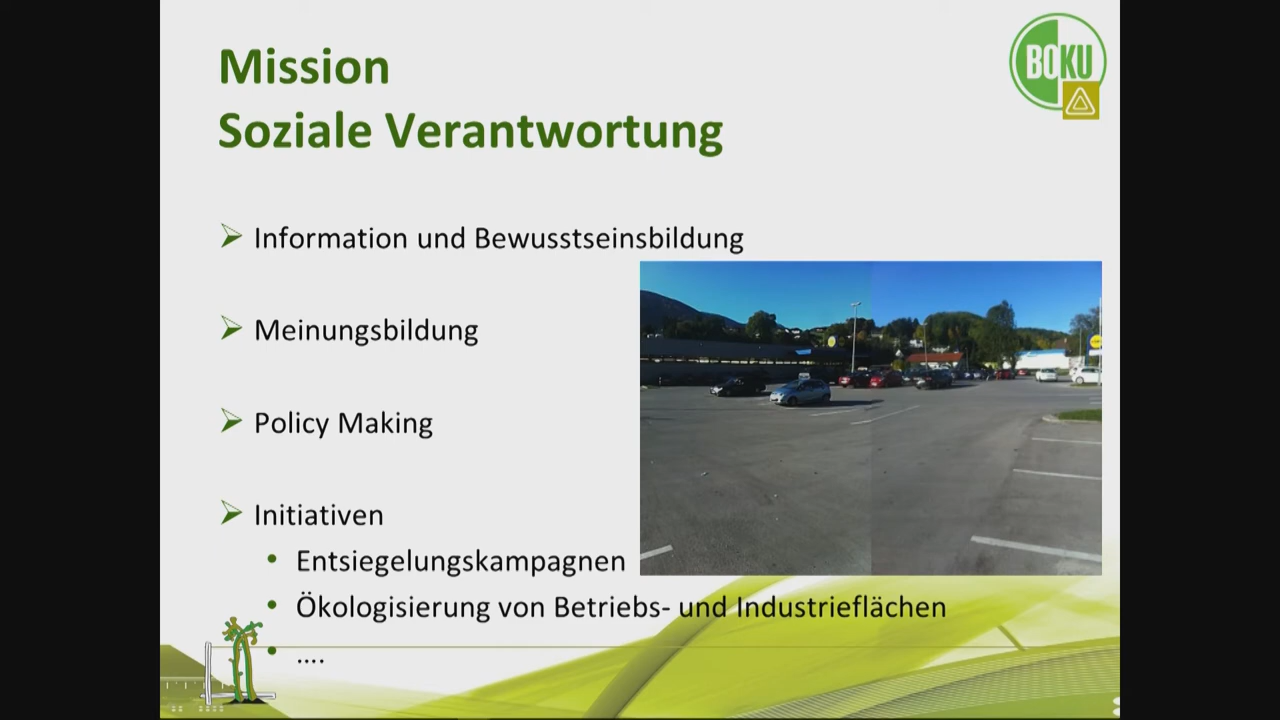 Mission
Soziale Verantwortung
BOKU
Information und Bewusstseinsbildung
Meinungsbildung
Policy Making
Initiativen
Entsiegelungskampagnen
Ökologisierung von Betriebs- und Industrieflächen
....